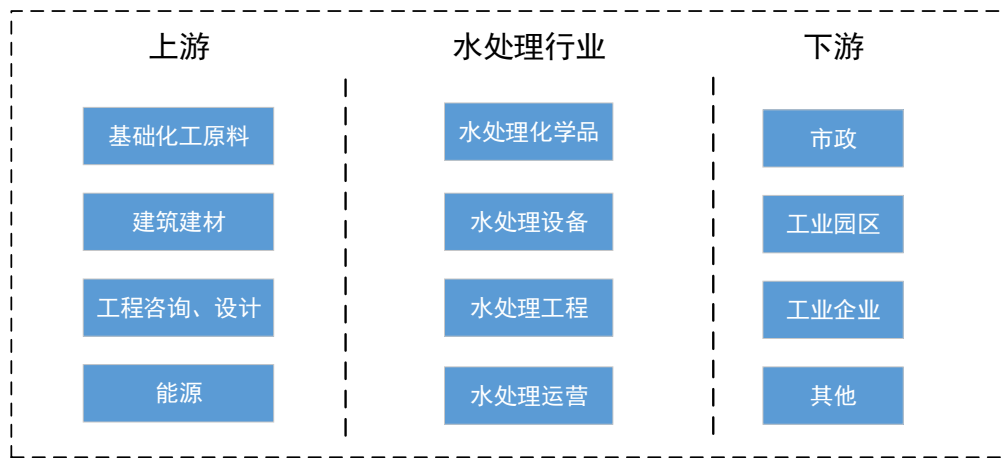 上游
水处理行业
下游
基础化工原料
水处理化学品
市政
建筑建材
水处理设备
工业园区
工程咨询、设计
水处理工程
工业企业
能源
水处理运营
其他